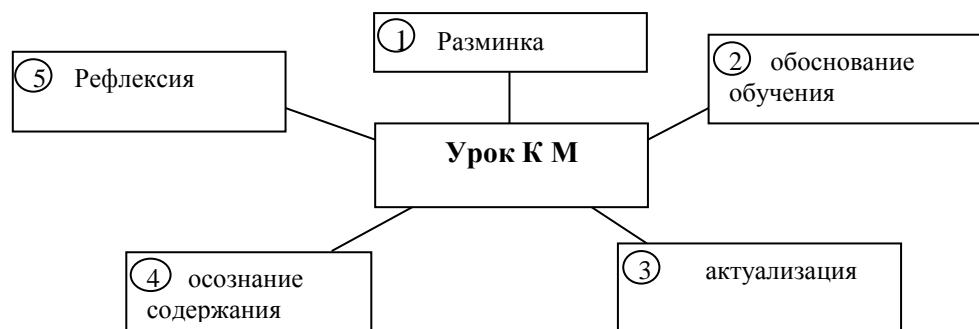 1 Разминка
5 Рефлексия
2 обоснование
обучения
Урок К М
4 осознание
содержания
3 актуализация